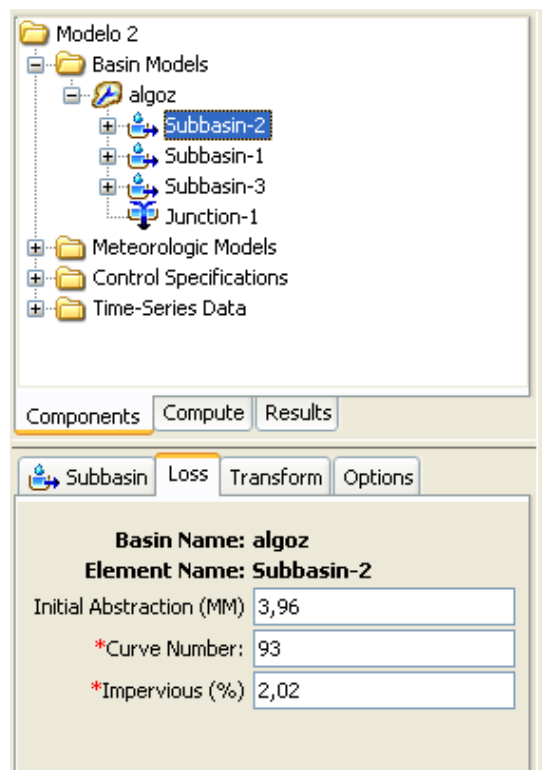 Modelo 2
Basin Models
algoz
Subbasin-2
Subbasin-1
Subbasin-3
Junction-1
Meteorologic Models
Control Specifications
Time-Series Data
Components Compute Results
Subbasin Loss Transform Options
Basin Name: algoz
Element Name: Subbasin-2
Initial Abstraction (MM) 3,96
*Curve Number: 93
*Impervious (%) 2,02